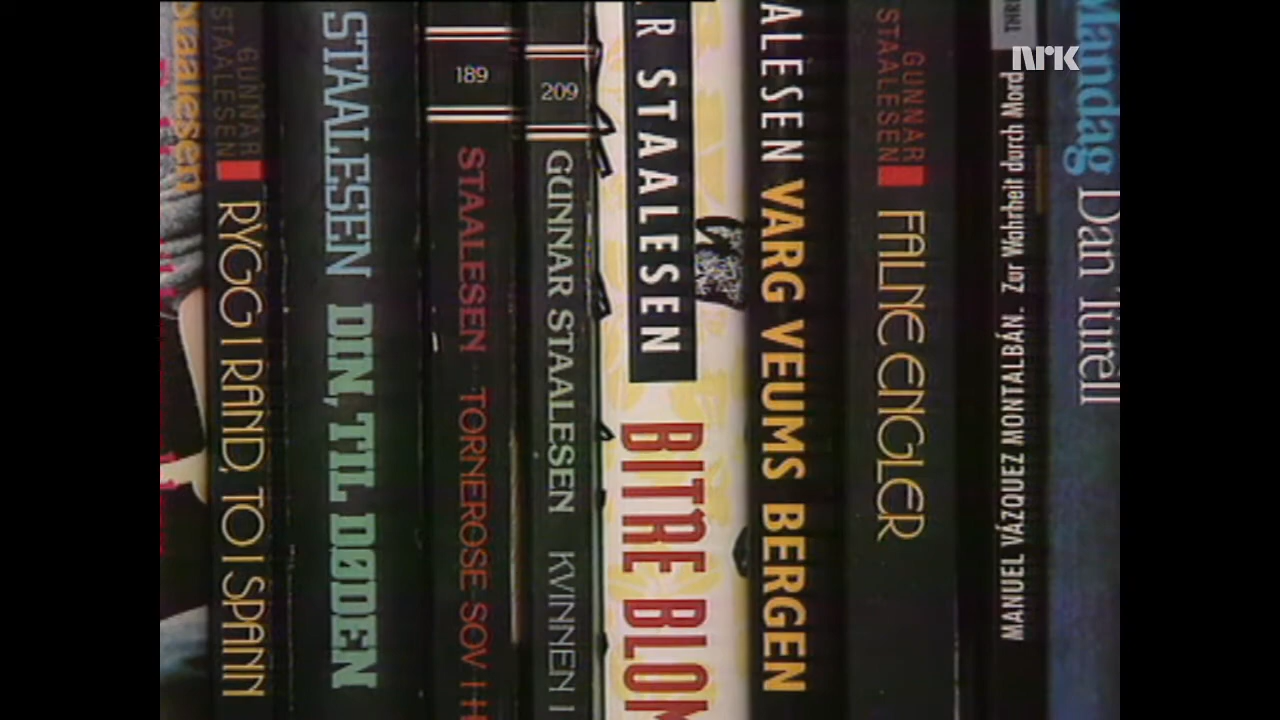 Staalesen
GUNNAR
STAALESEN
RYGG I RAND, TO I SPANN
STAALESEN DIN, TIL DØDEN
189
STAALESEN TORNEROSE SOV I
209
GUNNAR STAALESEN KVINNEN I
R STAALESEN
BITRE
ALESEN VARG VEUMS BERGEN
GUNNAR
STAALESEN
FALNE ENGLER
MANUEL VÁZQUEZ MONTALBÁN. Zur Wahrheit durch Mord
Mandag
Dan Turèll
NRK